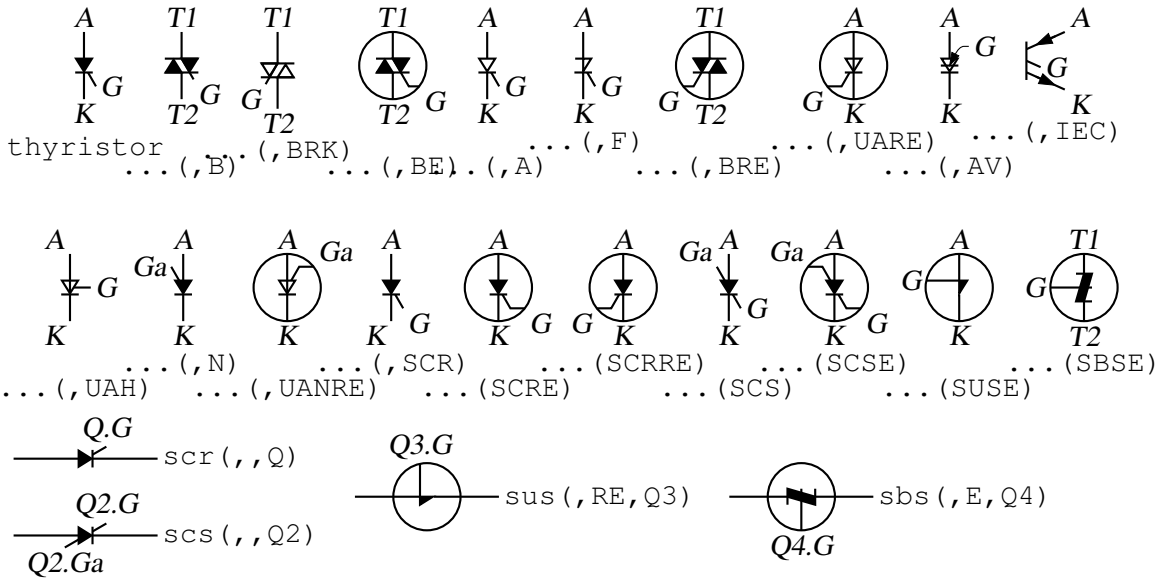 A T1 T1 T1 A A T1 A A A
G G G G G G G G G G
K T2 T2 T2 K K T2 K K K
thyristor ...(,BRK) ...(,F) ...(,UARE) ...(,IEC)
...(,B) ...(,BE) ...(,A) ...(,BRE) ...(,AV)
A A A A A A A A A T1
G Ga Ga G G G Ga G Ga G G G
K K K K K K K K K T2
...(,N) ...(,SCR) ...(SCRRE) ...(SCSE) ...(SBSE)
...(,UAH) ...(,UANRE) ...(SCRE) ...(SCS) ...(SUSE)
Q.G
scr(,,Q)
Q3.G
sus(,RE,Q3)
sbs(,E,Q4)
Q4.G
Q2.G
scs(,,Q2)
Q2.Ga